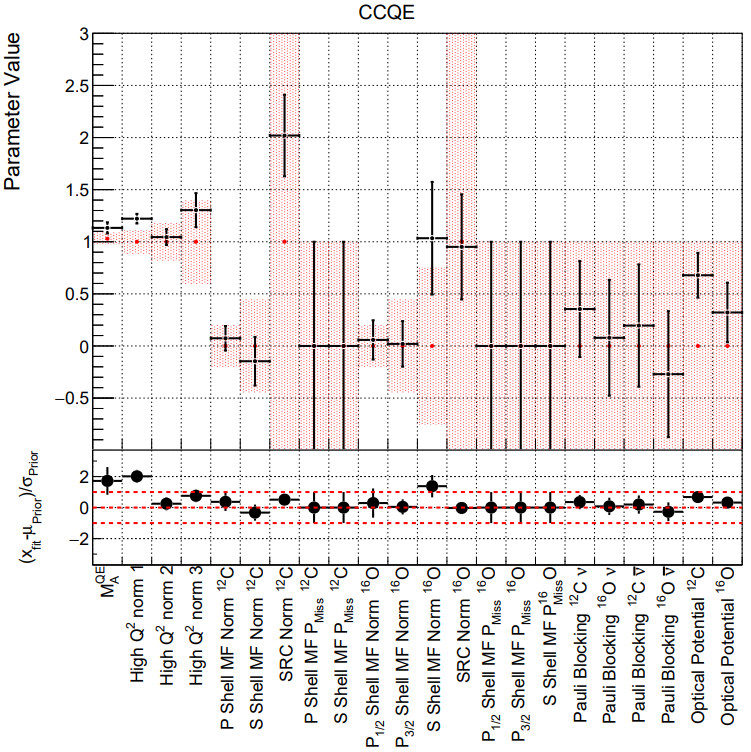 CCQE
Parameter Value
3
2.5
2
1.5
1
0.5
0
−0.5
(x_fit-μ_Prior)/σ_Prior
2
0
−2
M_A^QE
High Q² norm 1
High Q² norm 2
High Q² norm 3
P Shell MF Norm ¹²C
S Shell MF Norm ¹²C
SRC Norm ¹²C
P Shell MF P_Miss ¹²C
S Shell MF P_Miss ¹²C
P_1/2 Shell MF Norm ¹⁶O
P_3/2 Shell MF Norm ¹⁶O
S Shell MF Norm ¹⁶O
SRC Norm ¹⁶O
P_1/2 Shell MF P_Miss ¹⁶O
P_3/2 Shell MF P_Miss ¹⁶O
S Shell MF P_Miss ¹⁶O
Pauli Blocking ¹²C ν
Pauli Blocking ¹⁶O ν
Pauli Blocking ¹²C ν̅
Pauli Blocking ¹⁶O ν̅
Optical Potential ¹²C
Optical Potential ¹⁶O